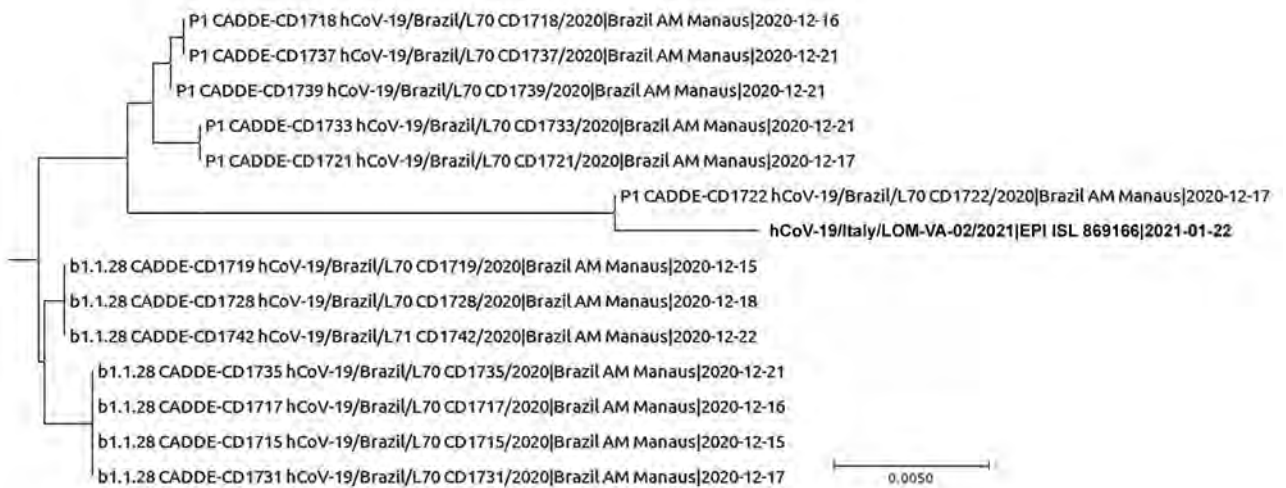 P1 CADDE-CD1718 hCoV-19/Brazil/L70 CD1718/2020|Brazil AM Manaus|2020-12-16
P1 CADDE-CD1737 hCoV-19/Brazil/L70 CD1737/2020|Brazil AM Manaus|2020-12-21
P1 CADDE-CD1739 hCoV-19/Brazil/L70 CD1739/2020|Brazil AM Manaus|2020-12-21
P1 CADDE-CD1733 hCoV-19/Brazil/L70 CD1733/2020|Brazil AM Manaus|2020-12-21
P1 CADDE-CD1721 hCoV-19/Brazil/L70 CD1721/2020|Brazil AM Manaus|2020-12-17
P1 CADDE-CD1722 hCoV-19/Brazil/L70 CD1722/2020|Brazil AM Manaus|2020-12-17
hCoV-19/Italy/LOM-VA-02/2021|EPI ISL 869166|2021-01-22
b1.1.28 CADDE-CD1719 hCoV-19/Brazil/L70 CD1719/2020|Brazil AM Manaus|2020-12-15
b1.1.28 CADDE-CD1728 hCoV-19/Brazil/L70 CD1728/2020|Brazil AM Manaus|2020-12-18
b1.1.28 CADDE-CD1742 hCoV-19/Brazil/L71 CD1742/2020|Brazil AM Manaus|2020-12-22
b1.1.28 CADDE-CD1735 hCoV-19/Brazil/L70 CD1735/2020|Brazil AM Manaus|2020-12-21
b1.1.28 CADDE-CD1717 hCoV-19/Brazil/L70 CD1717/2020|Brazil AM Manaus|2020-12-16
b1.1.28 CADDE-CD1715 hCoV-19/Brazil/L70 CD1715/2020|Brazil AM Manaus|2020-12-15
b1.1.28 CADDE-CD1731 hCoV-19/Brazil/L70 CD1731/2020|Brazil AM Manaus|2020-12-17
0.0050